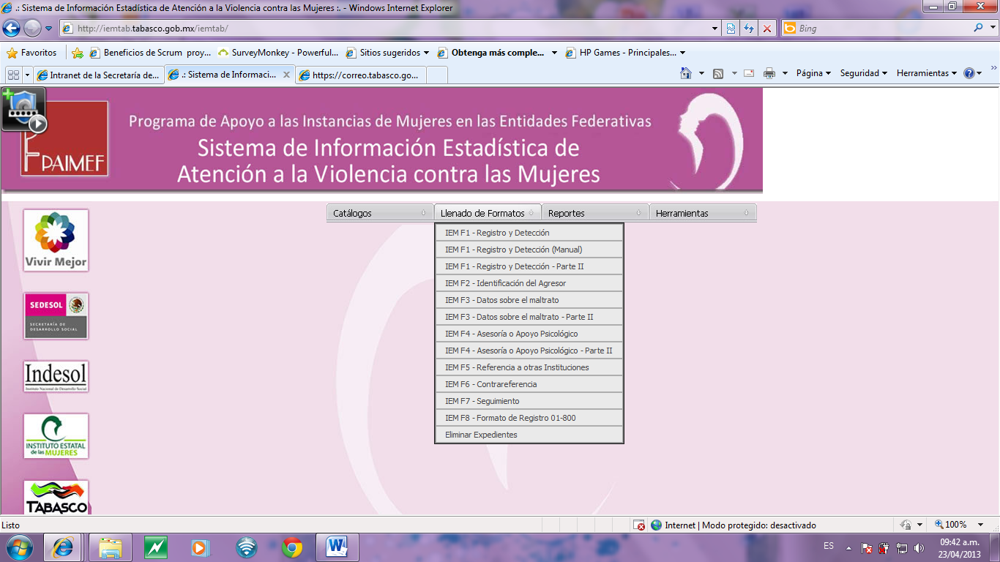 .: Sistema de Información Estadística de Atención a la Violencia contra las Mujeres :. - Windows Internet Explorer
http://iemtab.tabasco.gob.mx/iemtab/
Bing
Favoritos
Beneficios de Scrum proy...
SurveyMonkey - Powerful...
Sitios sugeridos
Obtenga más comple...
HP Games - Principales...
Intranet de la Secretaría de...
.: Sistema de Informaci...
https://correo.tabasco.go...
Página
Seguridad
Herramientas
PAIMEF
Programa de Apoyo a las Instancias de Mujeres en las Entidades Federativas
Sistema de Información Estadística de
Atención a la Violencia contra las Mujeres
Catálogos
Llenado de Formatos
Reportes
Herramientas
IEM F1 - Registro y Detección
IEM F1 - Registro y Detección (Manual)
IEM F1 - Registro y Detección - Parte II
IEM F2 - Identificación del Agresor
IEM F3 - Datos sobre el maltrato
IEM F3 - Datos sobre el maltrato - Parte II
IEM F4 - Asesoría o Apoyo Psicológico
IEM F4 - Asesoría o Apoyo Psicológico - Parte II
IEM F5 - Referencia a otras Instituciones
IEM F6 - Contrareferencia
IEM F7 - Seguimiento
IEM F8 - Formato de Registro 01-800
Eliminar Expedientes
Vivir Mejor
SEDESOL
SECRETARÍA DE
DESARROLLO SOCIAL
Indesol
Instituto Nacional de Desarrollo Social
INSTITUTO ESTATAL
de las MUJERES
TABASCO
Listo
Internet | Modo protegido: desactivado
100%
ES
09:42 a.m.
23/04/2013